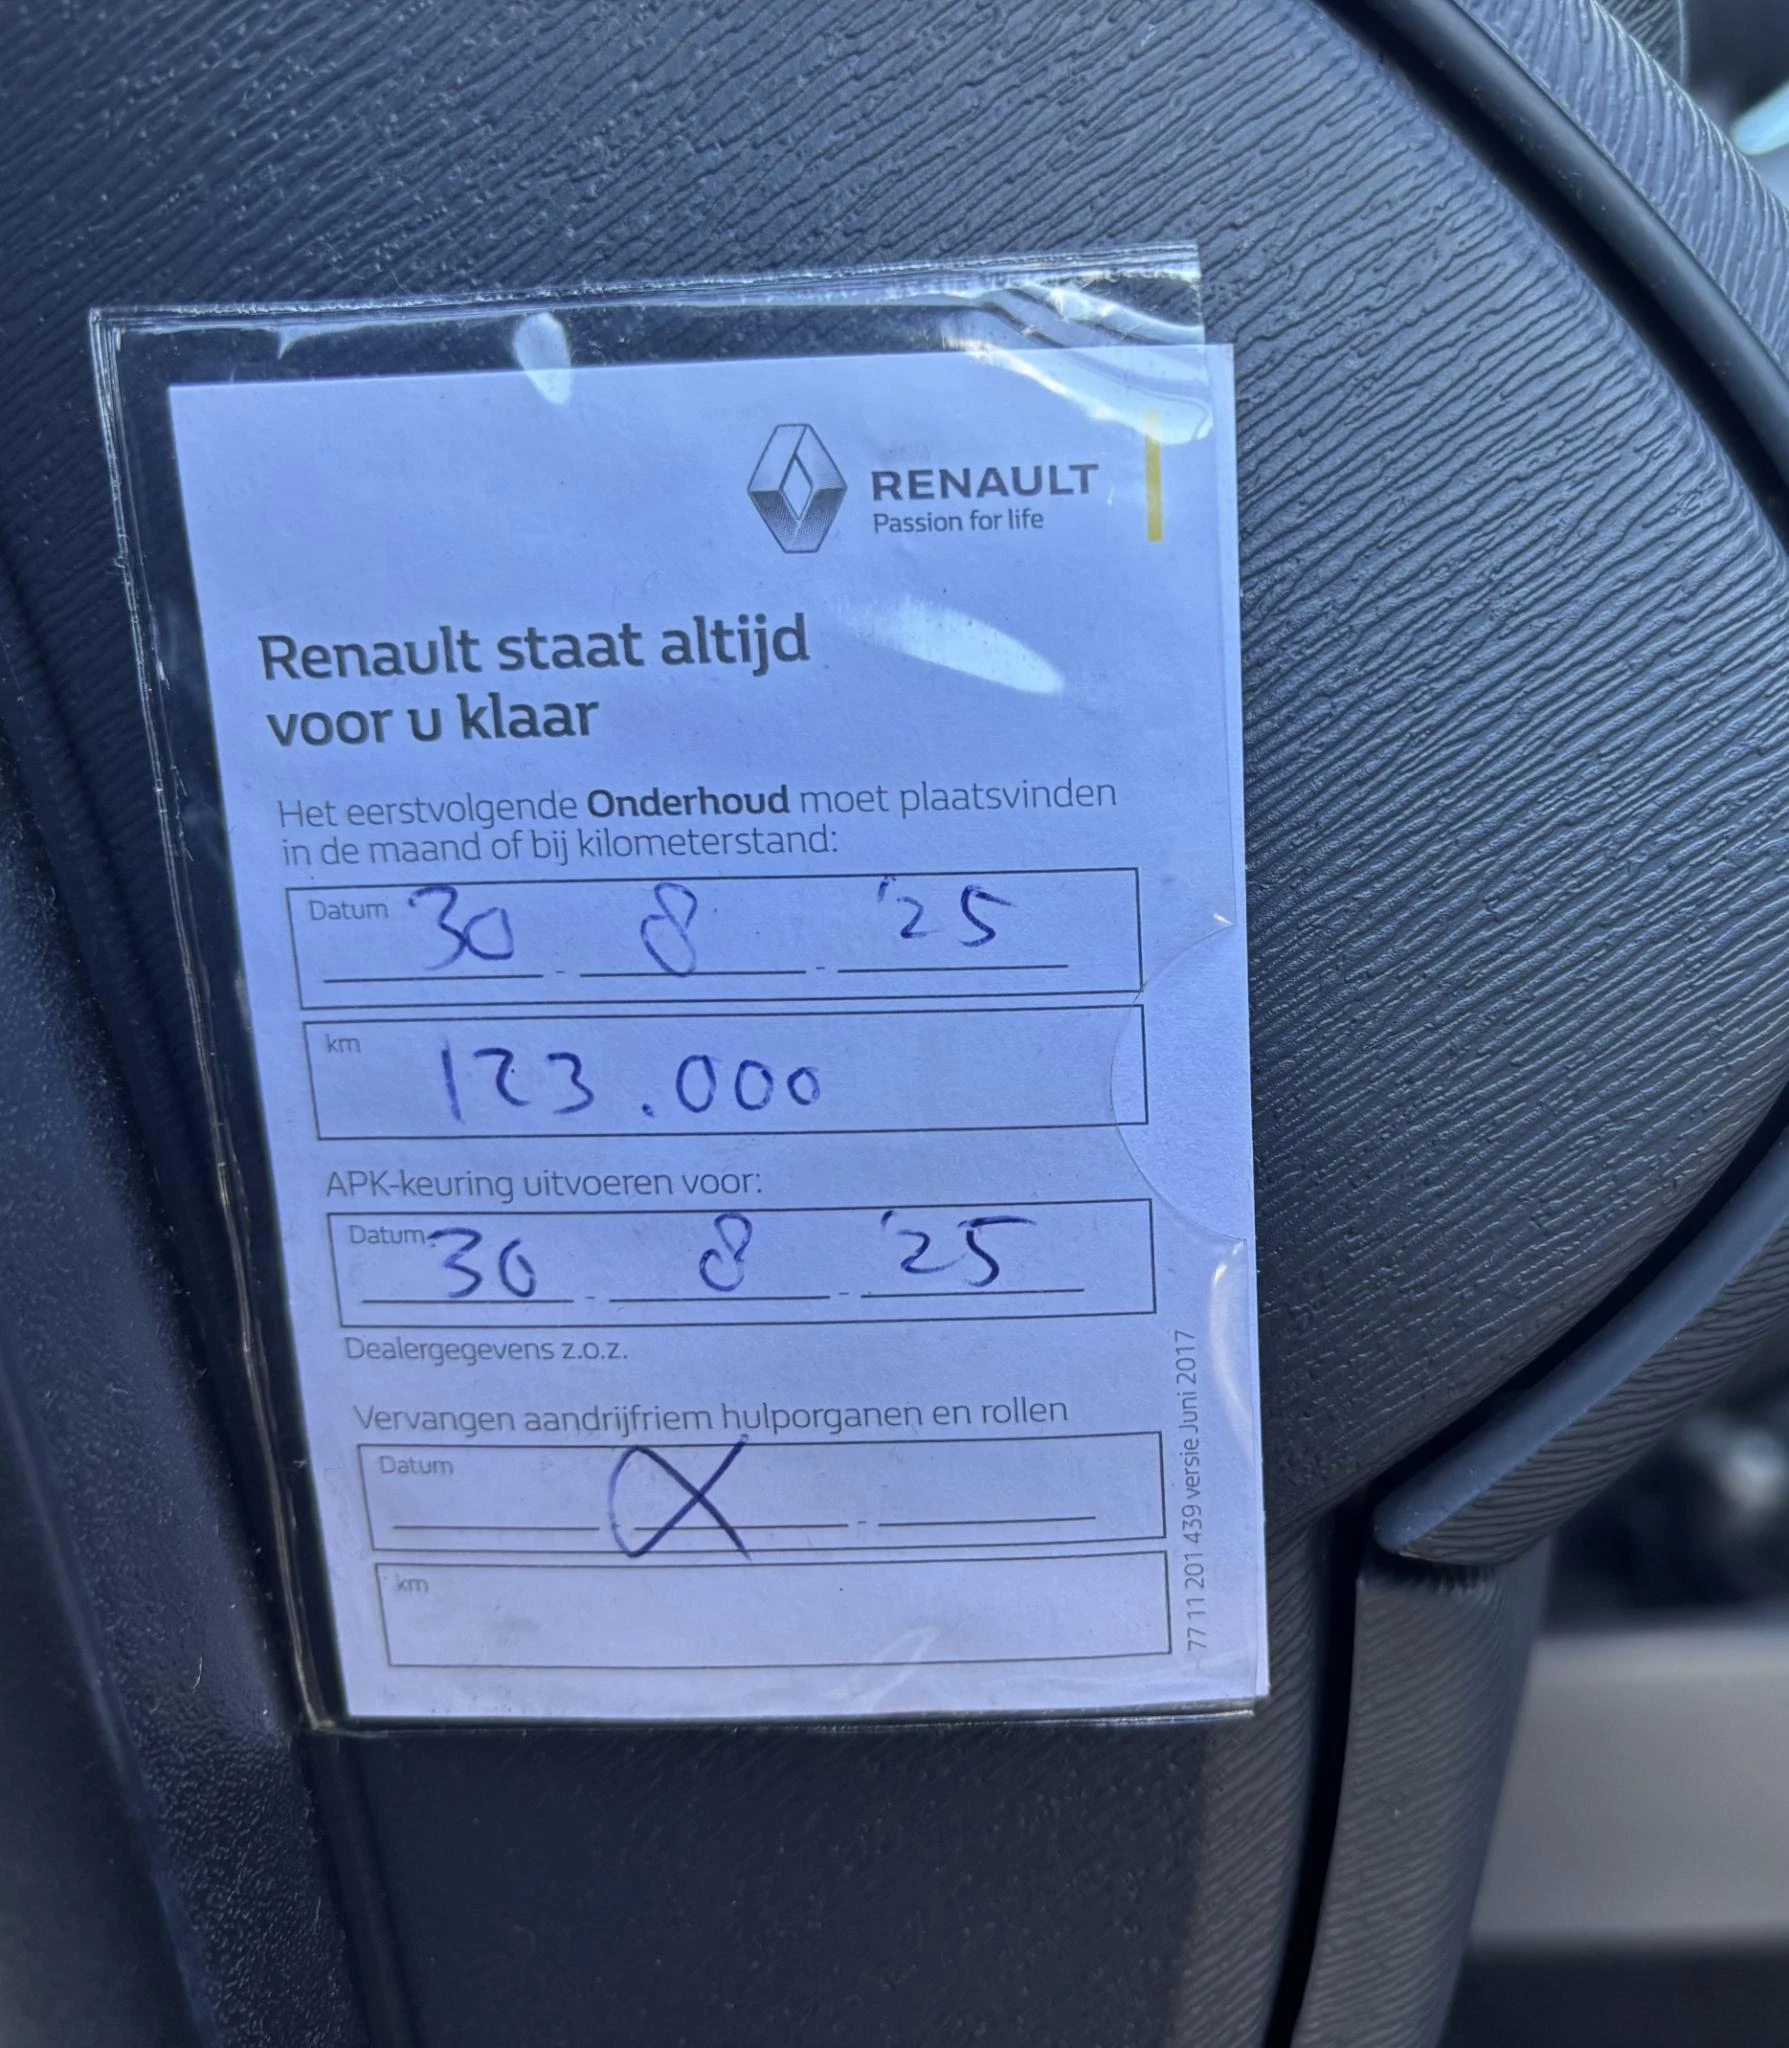 RENAULT
Passion for life
Renault staat altijd
voor u klaar
Het eerstvolgende Onderhoud moet plaatsvinden
in de maand of bij kilometerstand:
Datum 30 - 8 - '25
km 123.000
APK-keuring uitvoeren voor:
Datum 30 - 8 - '25
Dealergegevens z.o.z.
Vervangen aandrijfriem hulporganen en rollen
Datum
km
77 11 201 439 versie Juni 2017